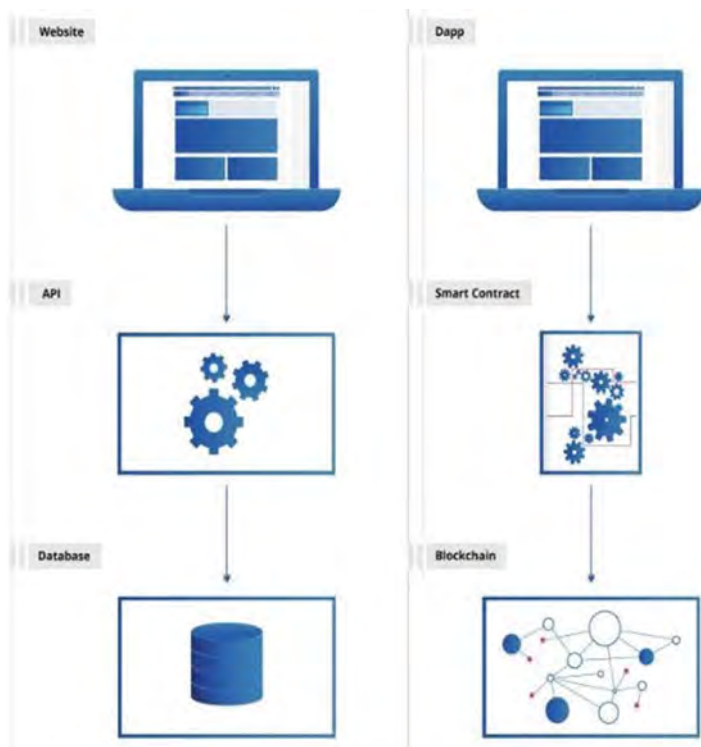 Website
Dapp
API
Smart Contract
Database
Blockchain